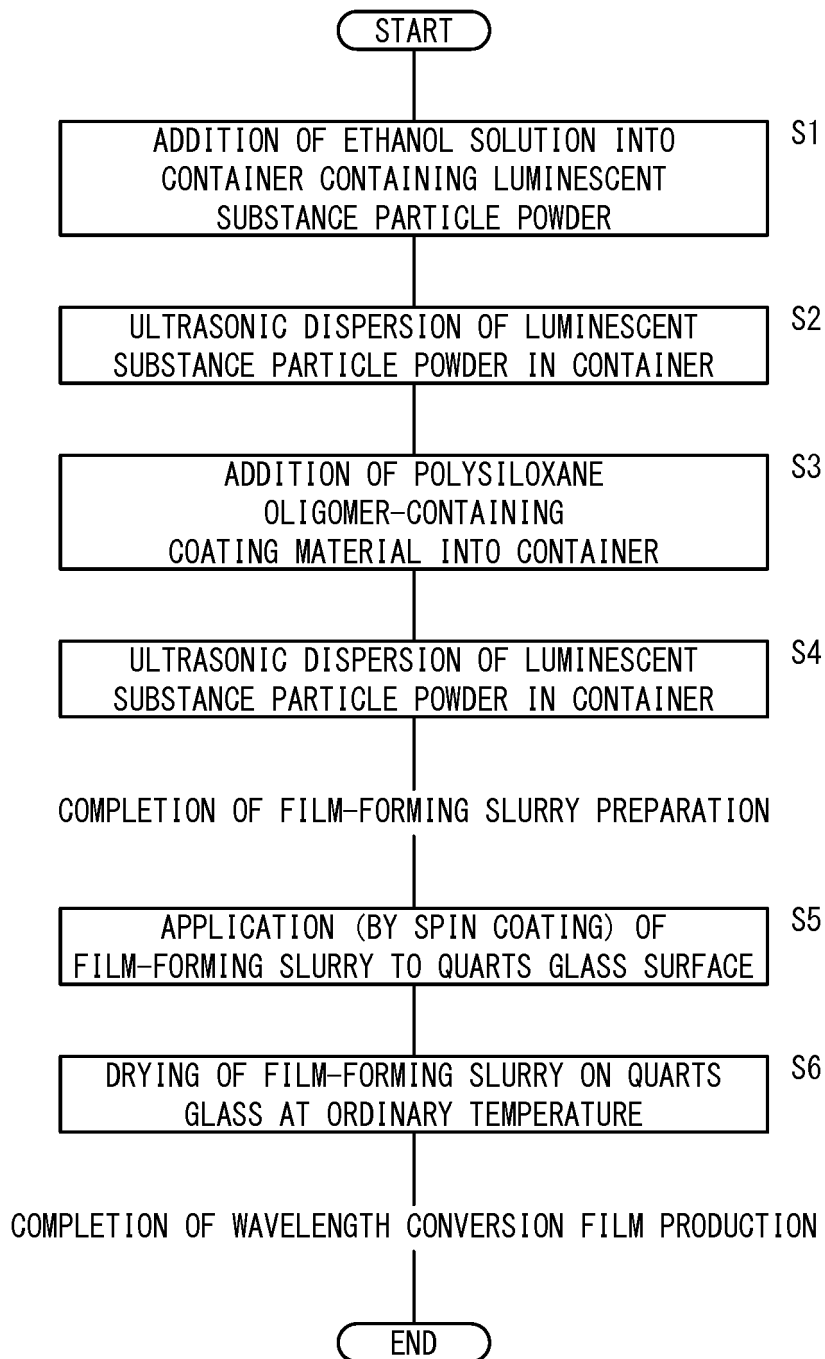 START
S1
ADDITION OF ETHANOL SOLUTION INTO
CONTAINER CONTAINING LUMINESCENT
SUBSTANCE PARTICLE POWDER
S2
ULTRASONIC DISPERSION OF LUMINESCENT
SUBSTANCE PARTICLE POWDER IN CONTAINER
S3
ADDITION OF POLYSILOXANE
OLIGOMER-CONTAINING
COATING MATERIAL INTO CONTAINER
S4
ULTRASONIC DISPERSION OF LUMINESCENT
SUBSTANCE PARTICLE POWDER IN CONTAINER
COMPLETION OF FILM-FORMING SLURRY PREPARATION
S5
APPLICATION (BY SPIN COATING) OF
FILM-FORMING SLURRY TO QUARTS GLASS SURFACE
S6
DRYING OF FILM-FORMING SLURRY ON QUARTS
GLASS AT ORDINARY TEMPERATURE
COMPLETION OF WAVELENGTH CONVERSION FILM PRODUCTION
END